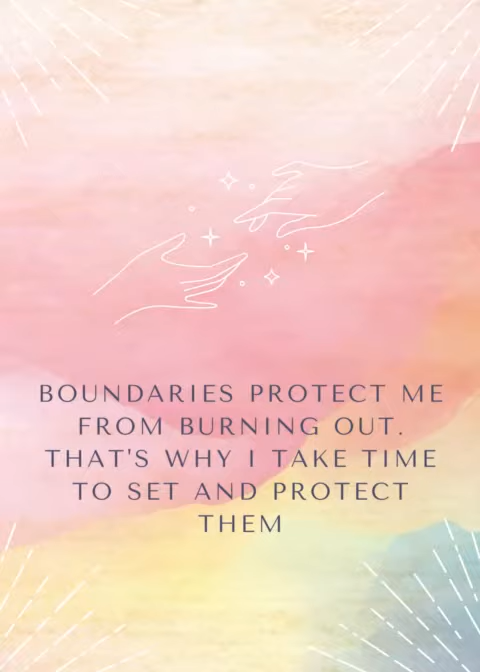 BOUNDARIES PROTECT ME
FROM BURNING OUT.
THAT'S WHY I TAKE TIME
TO SET AND PROTECT
THEM